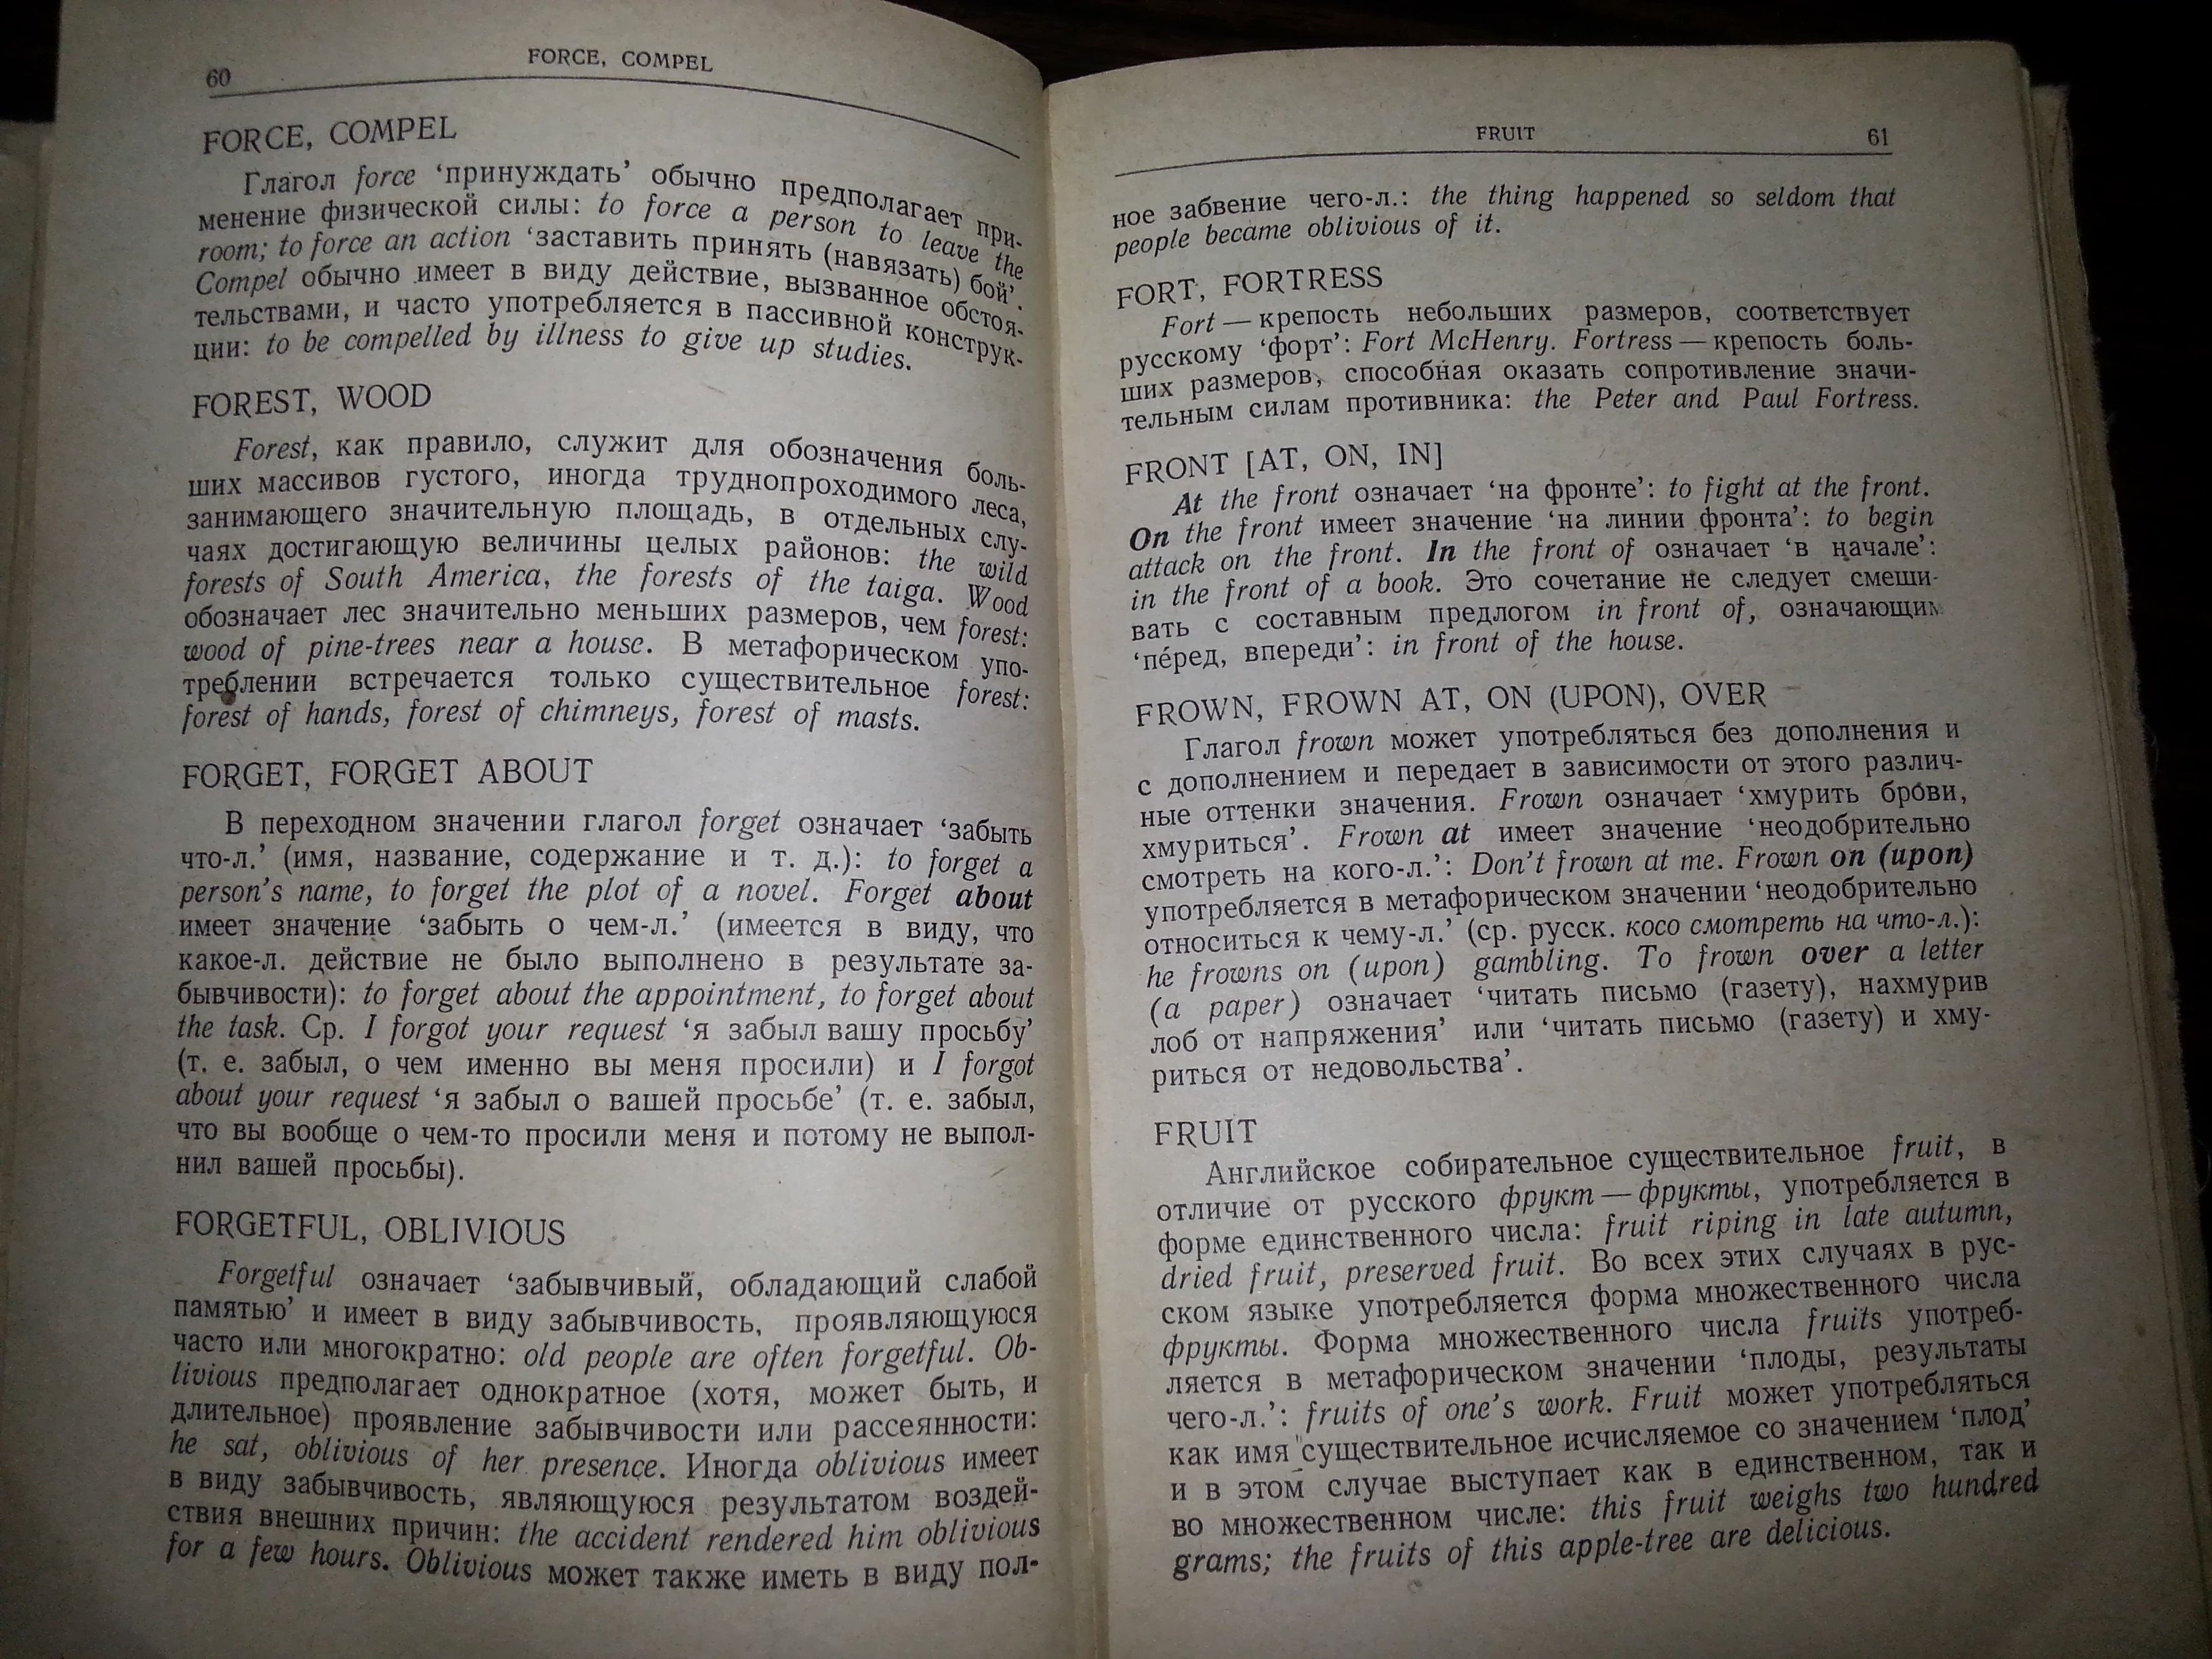 60
FORCE, COMPEL
FORCE, COMPEL
Глагол force ‘принуждать’ обычно предполагает при-
менение физической силы: to force a person to leave the
room; to force an action ‘заставить принять (навязать) бой’.
Compel обычно имеет в виду действие, вызванное обстоя-
тельствами, и часто употребляется в пассивной конструк-
ции: to be compelled by illness to give up studies.
FOREST, WOOD
Forest, как правило, служит для обозначения боль-
ших массивов густого, иногда труднопроходимого леса,
занимающего значительную площадь, в отдельных слу-
чаях достигающую величины целых районов: the wild
forests of South America, the forests of the taiga. Wood
обозначает лес значительно меньших размеров, чем forest:
wood of pine-trees near a house. В метафорическом упо-
треблении встречается только существительное forest:
forest of hands, forest of chimneys, forest of masts.
FORGET, FORGET ABOUT
В переходном значении глагол forget означает ‘забыть
что-л.’ (имя, название, содержание и т. д.): to forget a
person’s name, to forget the plot of a novel. Forget about
имеет значение ‘забыть о чем-л.’ (имеется в виду, что
какое-л. действие не было выполнено в результате за-
бывчивости): to forget about the appointment, to forget about
the task. Ср. I forgot your request ‘я забыл вашу просьбу’
(т. е. забыл, о чем именно вы меня просили) и I forgot
about your request ‘я забыл о вашей просьбе’ (т. е. забыл,
что вы вообще о чем-то просили меня и потому не выпол-
нил вашей просьбы).
FORGETFUL, OBLIVIOUS
Forgetful означает ‘забывчивый, обладающий слабой
памятью’ и имеет в виду забывчивость, проявляющуюся
часто или многократно: old people are often forgetful. Ob-
livious предполагает однократное (хотя, может быть, и
длительное) проявление забывчивости или рассеянности:
he sat, oblivious of her presence. Иногда oblivious имеет
в виду забывчивость, являющуюся результатом воздей-
ствия внешних причин: the accident rendered him oblivious
for a few hours. Oblivious может также иметь в виду пол-
FRUIT
61
ное забвение чего-л.: the thing happened so seldom that
people became oblivious of it.
FORT, FORTRESS
Fort — крепость небольших размеров, соответствует
русскому ‘форт’: Fort McHenry. Fortress — крепость боль-
ших размеров, способная оказать сопротивление значи-
тельным силам противника: the Peter and Paul Fortress.
FRONT [AT, ON, IN]
At the front означает ‘на фронте’: to fight at the front.
On the front имеет значение ‘на линии фронта’: to begin
attack on the front. In the front of означает ‘в начале’:
in the front of a book. Это сочетание не следует смеши-
вать с составным предлогом in front of, означающим
‘пéред, впереди’: in front of the house.
FROWN, FROWN AT, ON (UPON), OVER
Глагол frown может употребляться без дополнения и
с дополнением и передает в зависимости от этого различ-
ные оттенки значения. Frown означает ‘хмурить брóви,
хмуриться’. Frown at имеет значение ‘неодобрительно
смотреть на кого-л.’: Don’t frown at me. Frown on (upon)
употребляется в метафорическом значении ‘неодобрительно
относиться к чему-л.’ (ср. русск. косо смотреть на что-л.):
he frowns on (upon) gambling. To frown over a letter
(a paper) означает ‘читать письмо (газету), нахмурив
лоб от напряжения’ или ‘читать письмо (газету) и хму-
риться от недовольства’.
FRUIT
Английское собирательное существительное fruit, в
отличие от русского фрукт — фрукты, употребляется в
форме единственного числа: fruit riping in late autumn,
dried fruit, preserved fruit. Во всех этих случаях в рус-
ском языке употребляется форма множественного числа
фрукты. Форма множественного числа fruits употреб-
ляется в метафорическом значении ‘плоды, результаты
чего-л.’: fruits of one’s work. Fruit может употребляться
как имя существительное исчисляемое со значением ‘плод’
и в этом случае выступает как в единственном, так и
во множественном числе: this fruit weighs two hundred
grams; the fruits of this apple-tree are delicious.